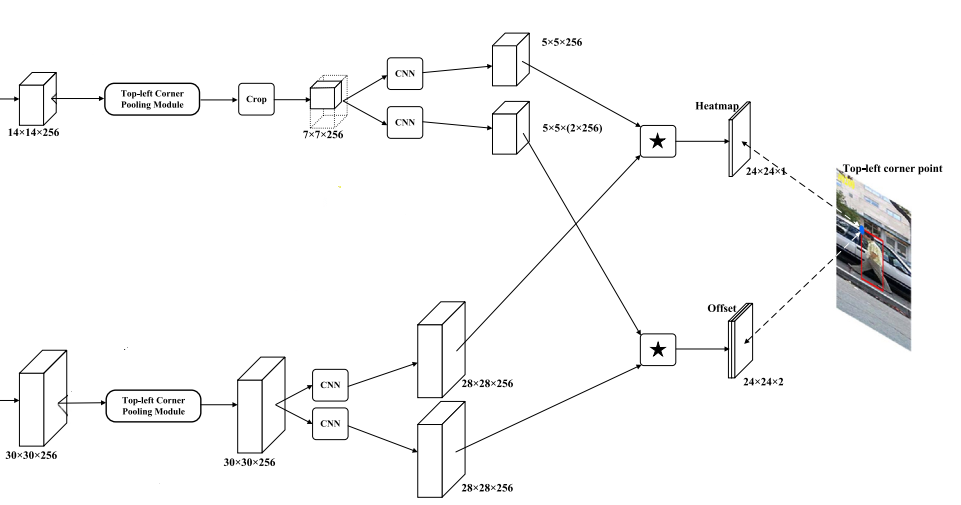 5×5×256
CNN
Top-left Corner
Pooling Module
Crop
14×14×256
7×7×256
CNN
5×5×(2×256)
Heatmap
★
24×24×1
Top-left corner point
Offset
★
24×24×2
28×28×256
CNN
Top-left Corner
Pooling Module
CNN
30×30×256
30×30×256
28×28×256